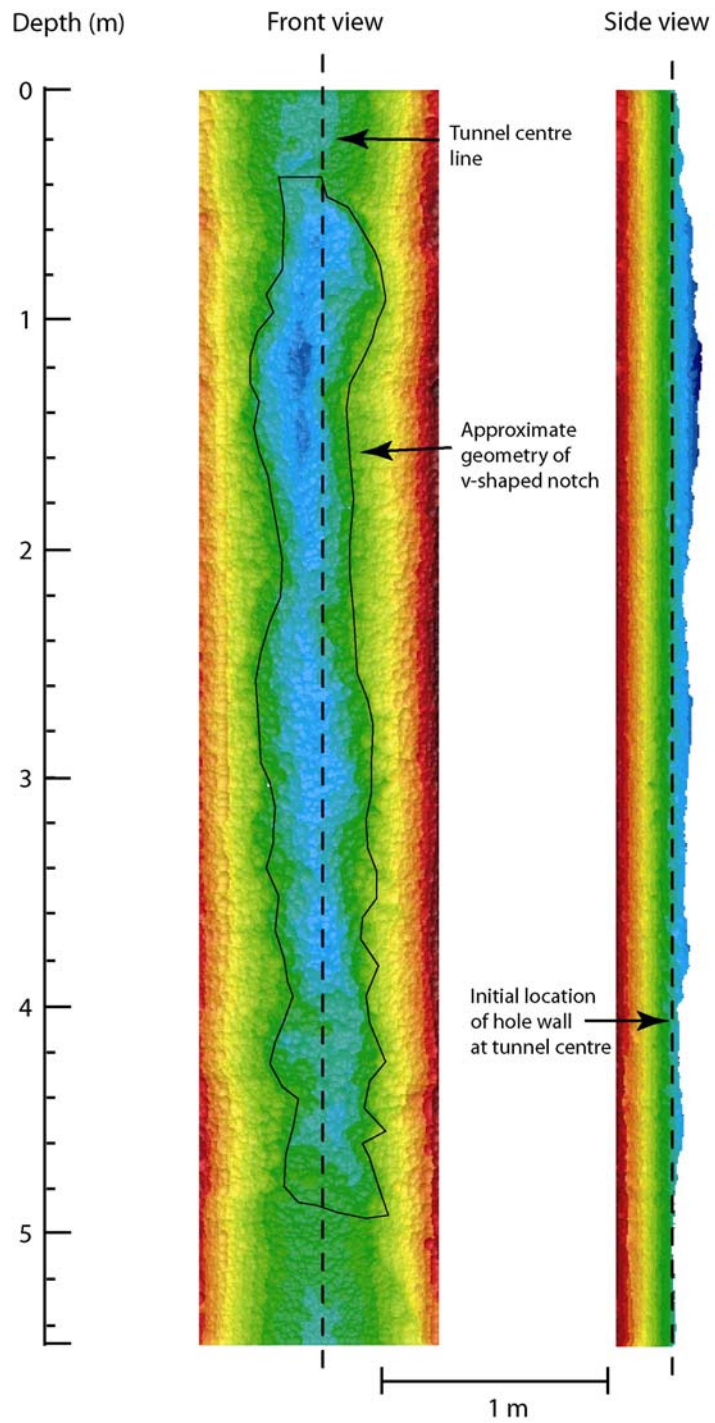 Depth (m)
Front view
Side view
0
1
2
3
4
5
Tunnel centre
line
Approximate
geometry of
v-shaped notch
Initial location
of hole wall
at tunnel centre
1 m